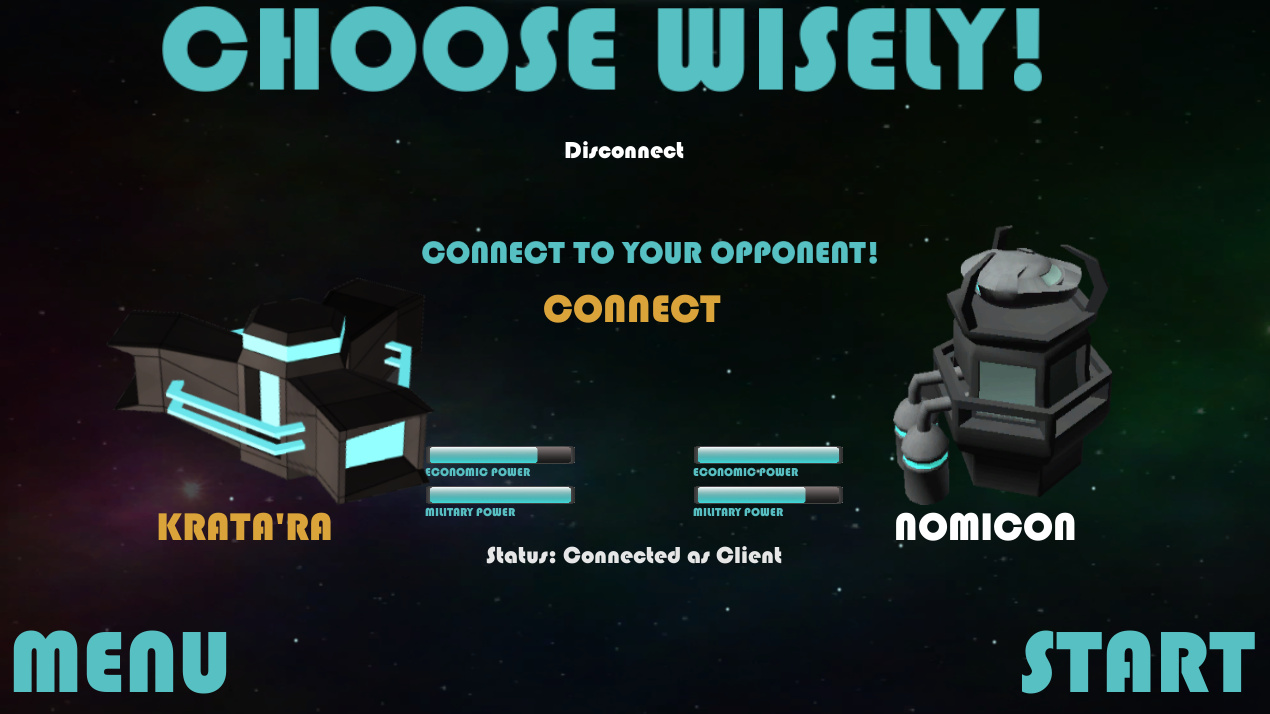 CHOOSE WISELY!
Disconnect
CONNECT TO YOUR OPPONENT!
CONNECT
ECONOMIC POWER
MILITARY POWER
KRATA'RA
ECONOMIC POWER
MILITARY POWER
NOMICON
Status: Connected as Client
MENU
START